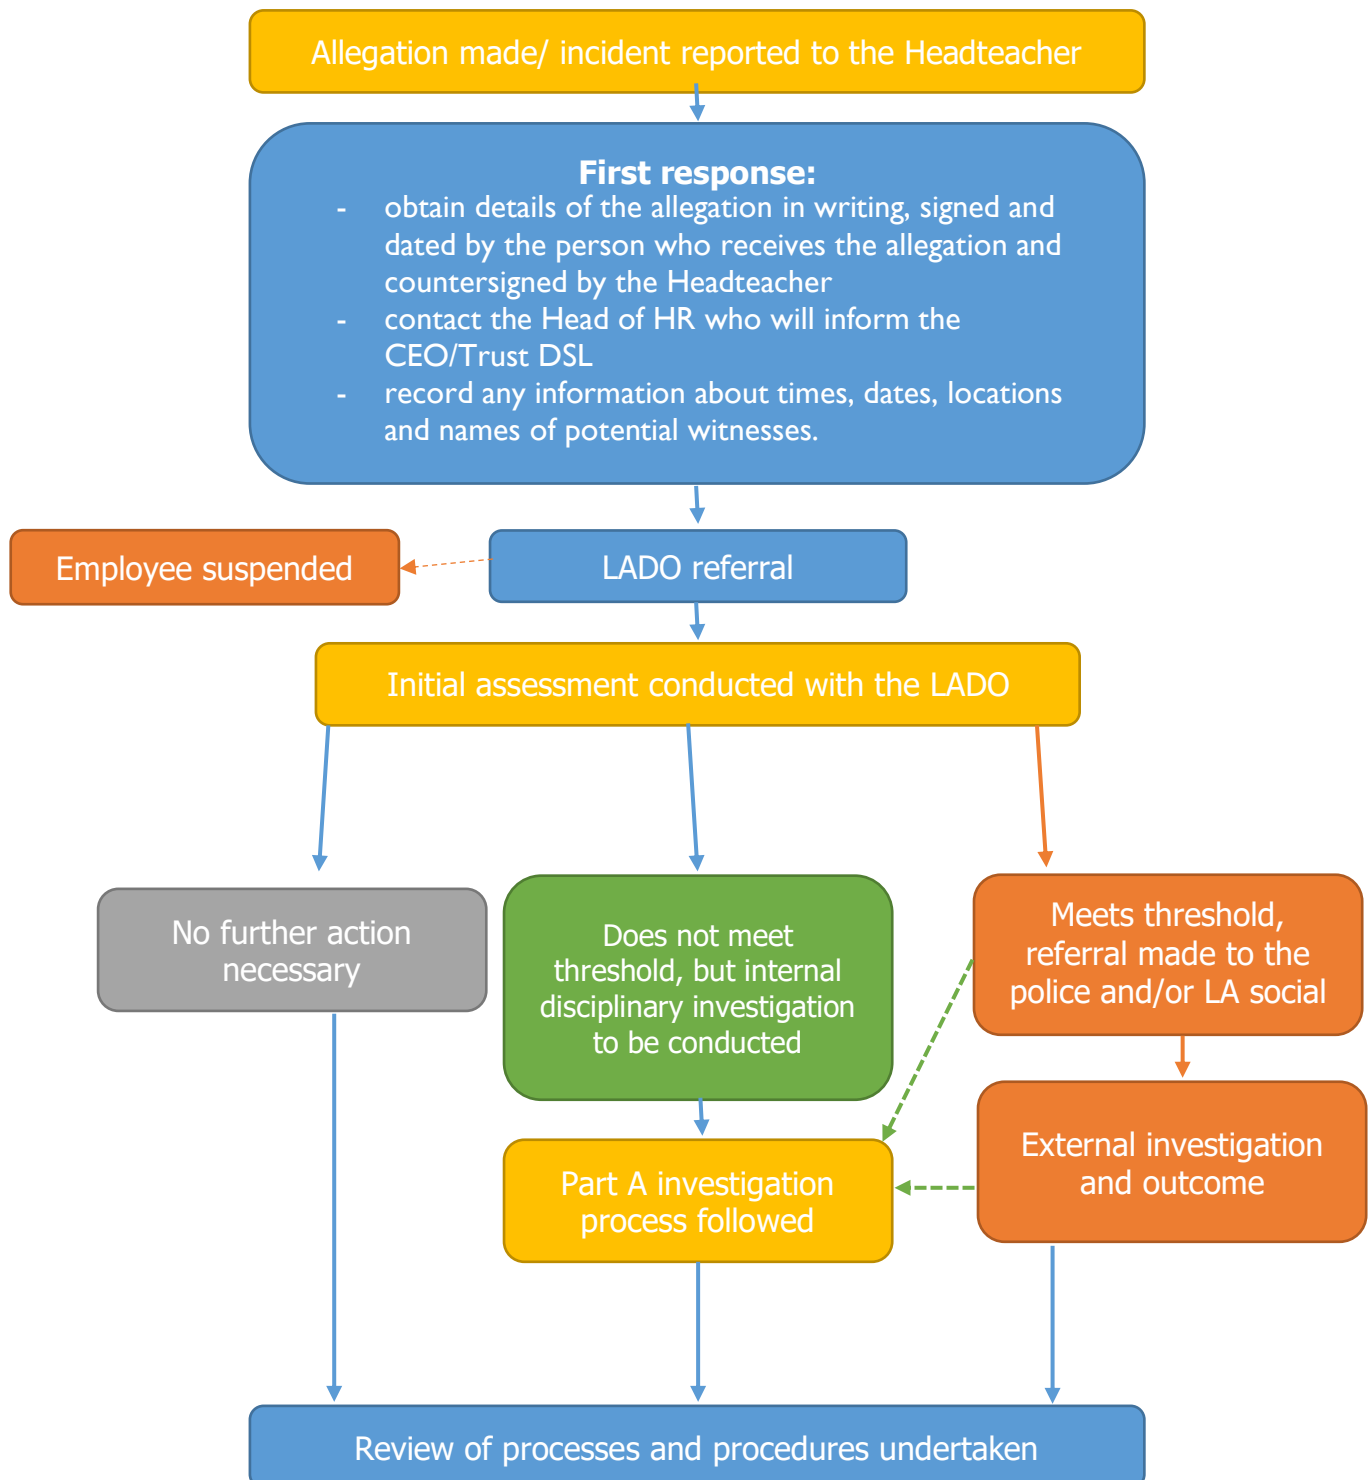 Allegation made/ incident reported to the Headteacher
First response:
- obtain details of the allegation in writing, signed and
dated by the person who receives the allegation and
countersigned by the Headteacher
- contact the Head of HR who will inform the
CEO/Trust DSL
- record any information about times, dates, locations
and names of potential witnesses.
Employee suspended
LADO referral
Initial assessment conducted with the LADO
No further action
necessary
Does not meet
threshold, but internal
disciplinary investigation
to be conducted
Meets threshold,
referral made to the
police and/or LA social
Part A investigation
process followed
External investigation
and outcome
Review of processes and procedures undertaken